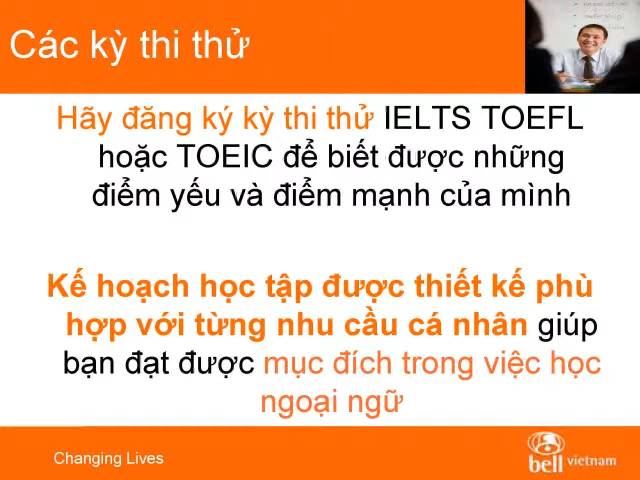 Các kỳ thi thử
Hãy đăng ký kỳ thi thử IELTS TOEFL
hoặc TOEIC để biết được những
điểm yếu và điểm mạnh của mình
Kế hoạch học tập được thiết kế phù
hợp với từng nhu cầu cá nhân giúp
bạn đạt được mục đích trong việc học
ngoại ngữ
Changing Lives
bell vietnam